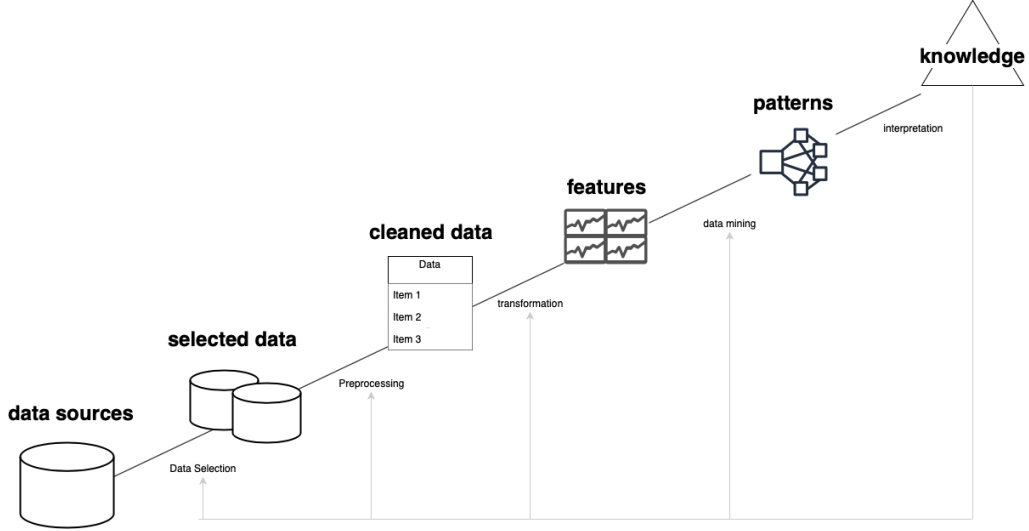 knowledge
patterns
interpretation
features
data mining
cleaned data
Data
Item 1
Item 2
Item 3
transformation
selected data
Preprocessing
data sources
Data Selection